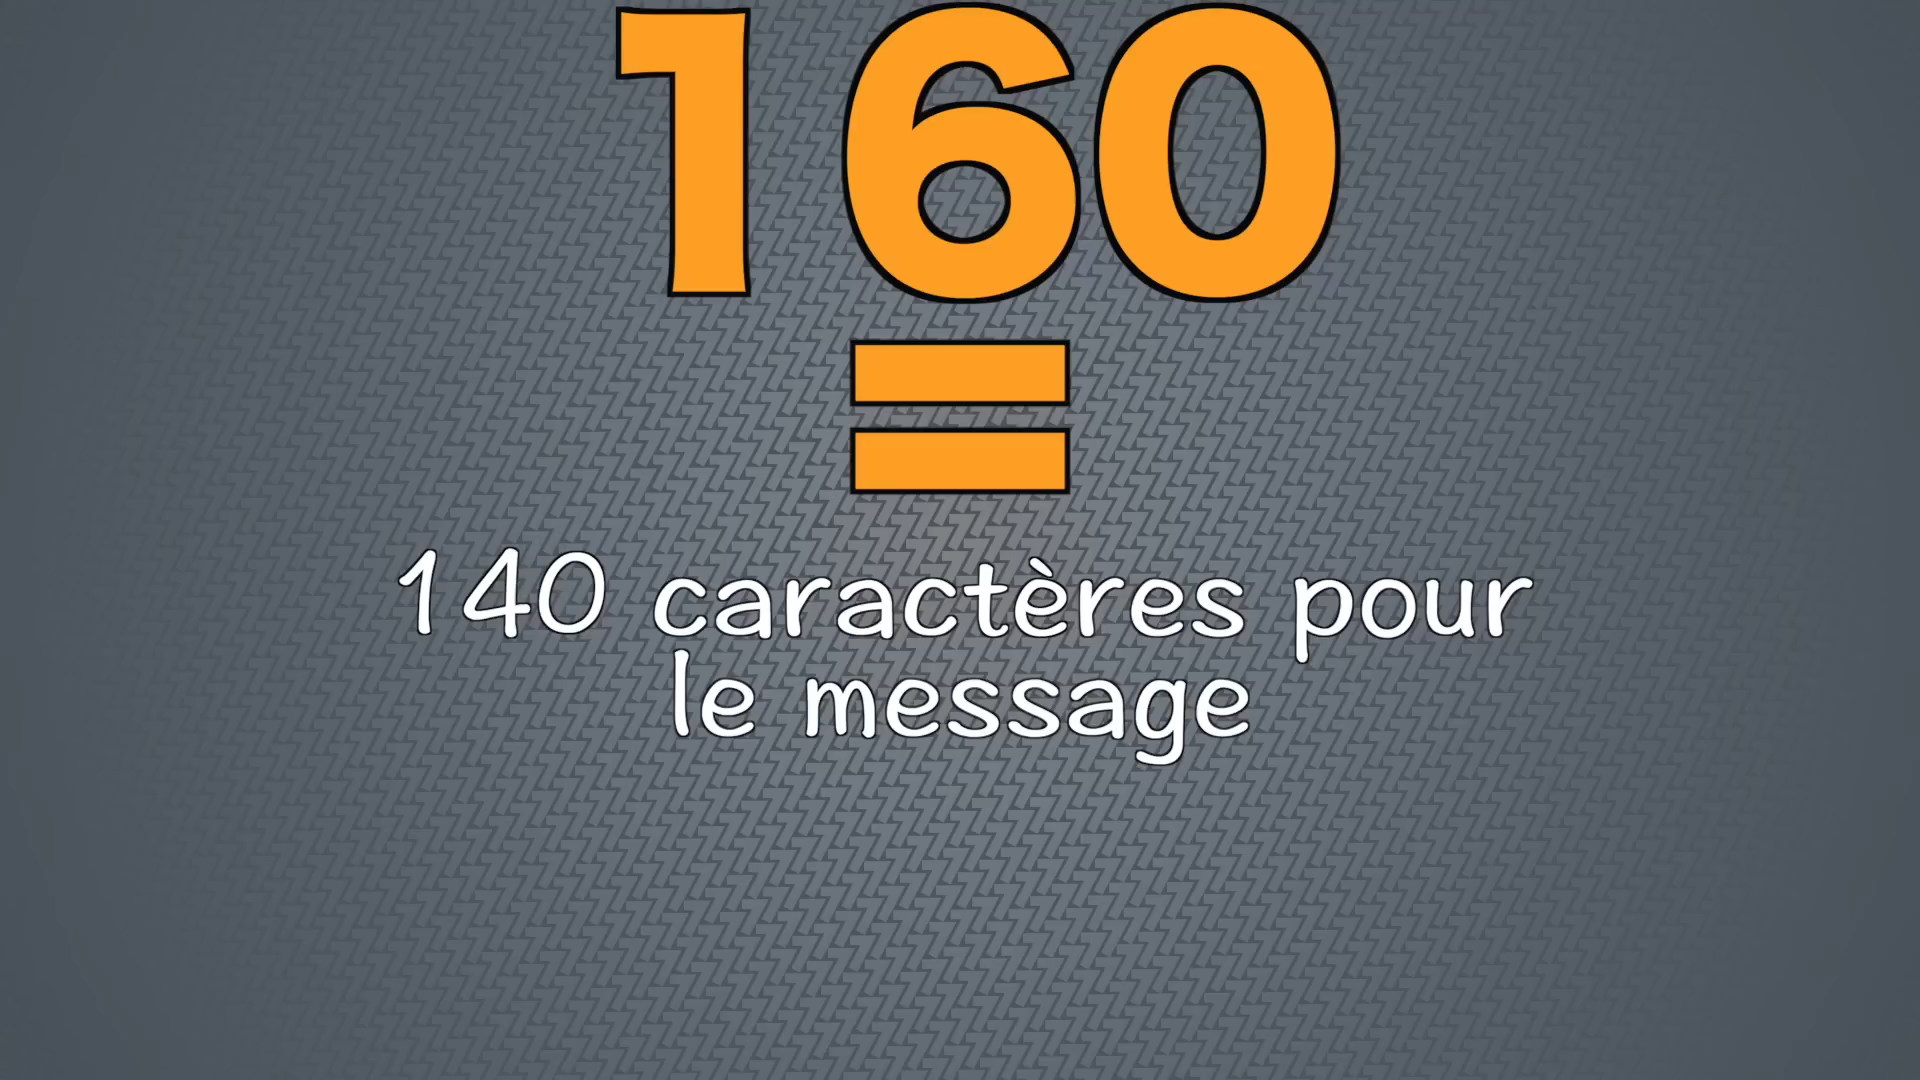 160
=
140 caractères pour
le message